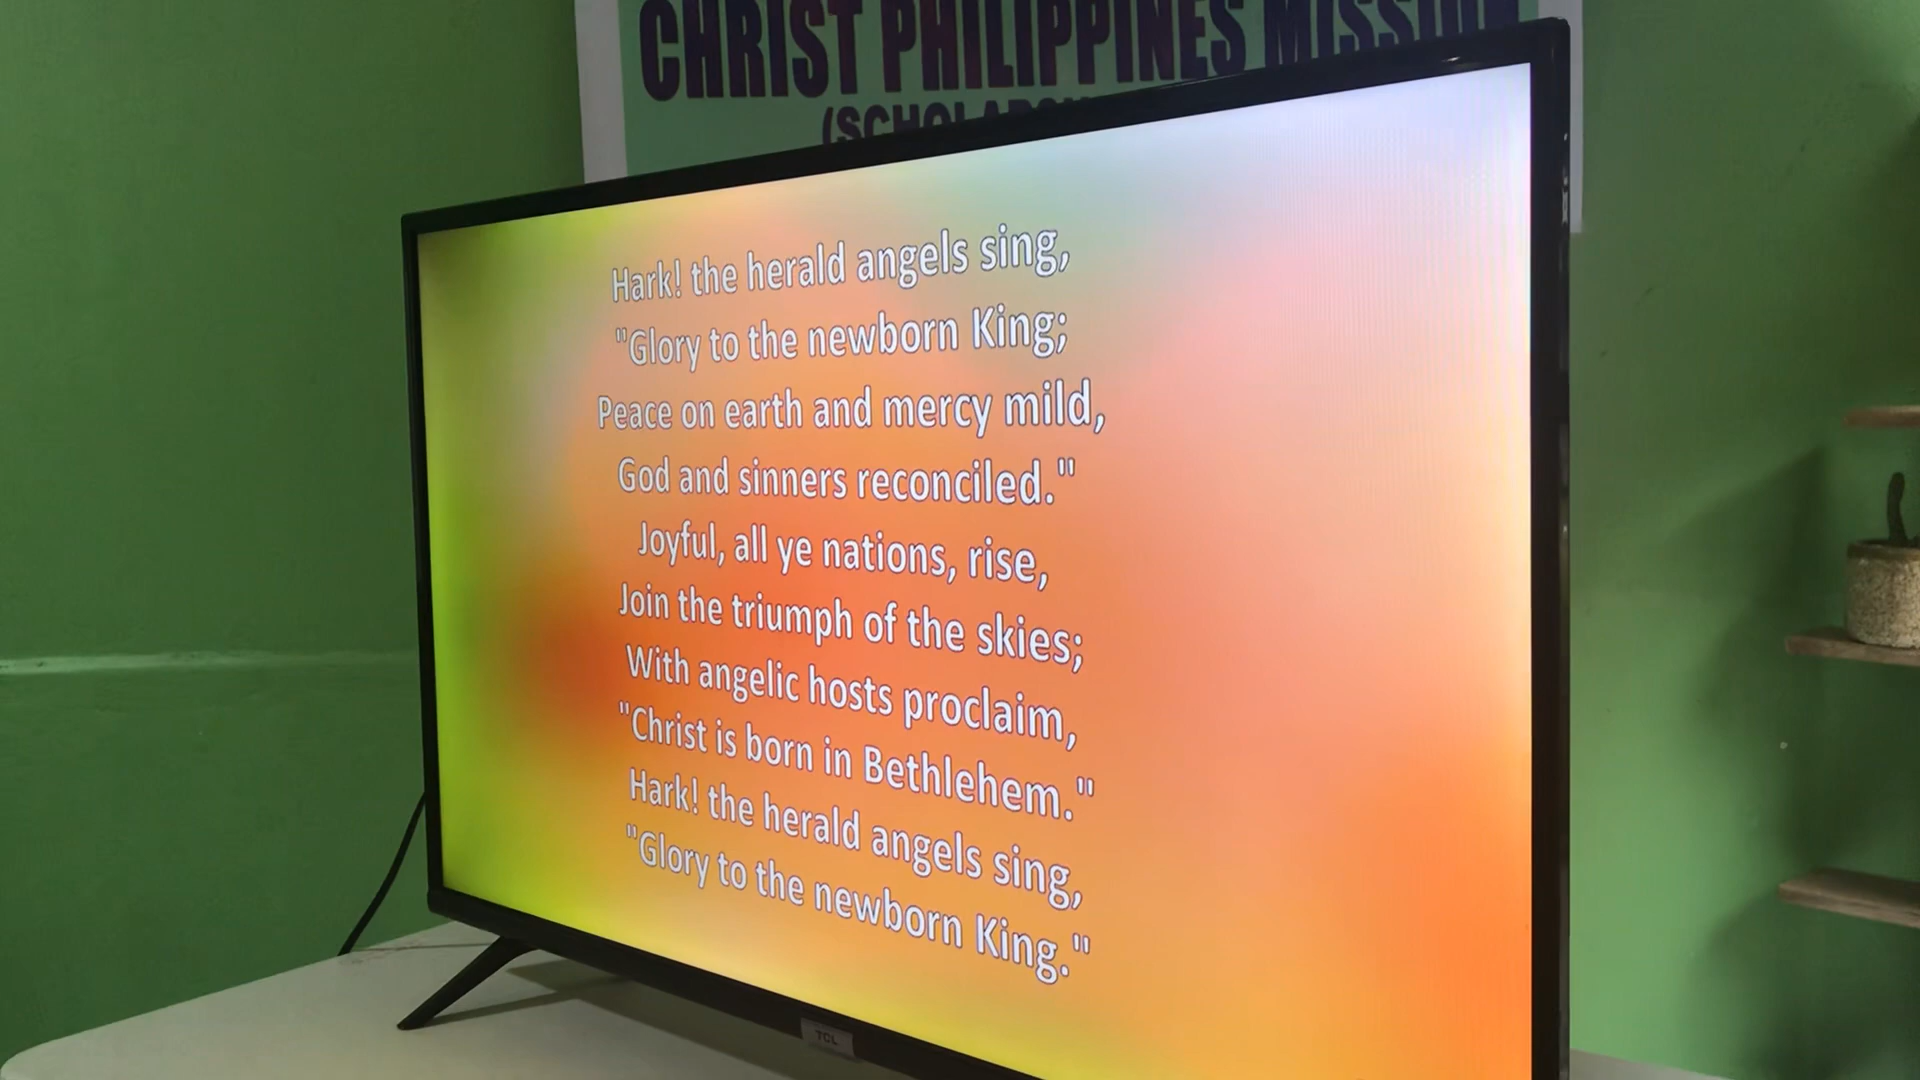 CHRIST PHILIPPINES MISSION
Hark! the herald angels sing,
"Glory to the newborn King;
Peace on earth and mercy mild,
God and sinners reconciled."
Joyful, all ye nations, rise,
Join the triumph of the skies;
With angelic hosts proclaim,
"Christ is born in Bethlehem."
Hark! the herald angels sing,
"Glory to the newborn King."
TCL